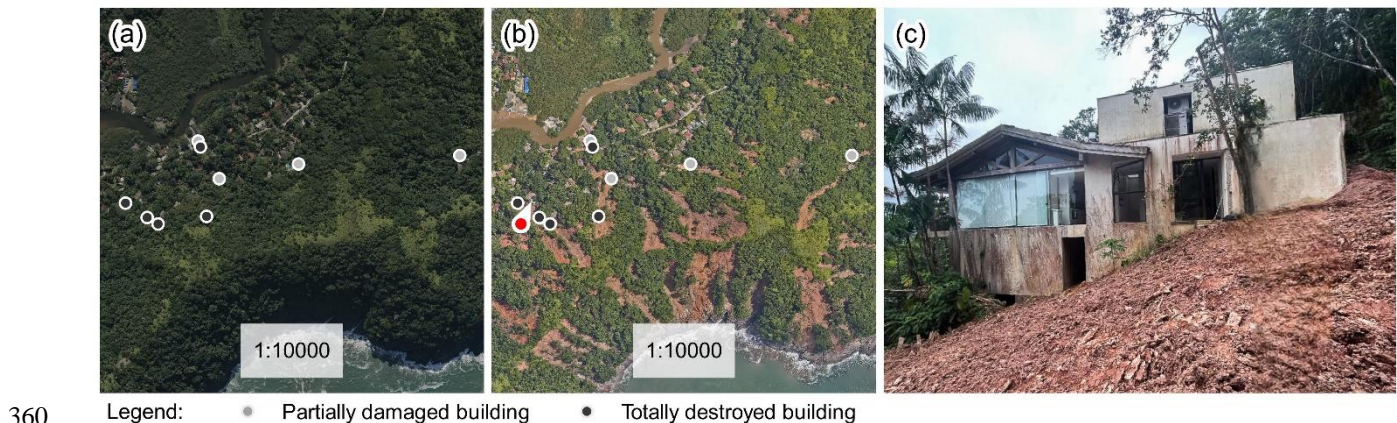 (a)
(b)
(c)
1:10000
1:10000
360
Legend: Partially damaged building Totally destroyed building